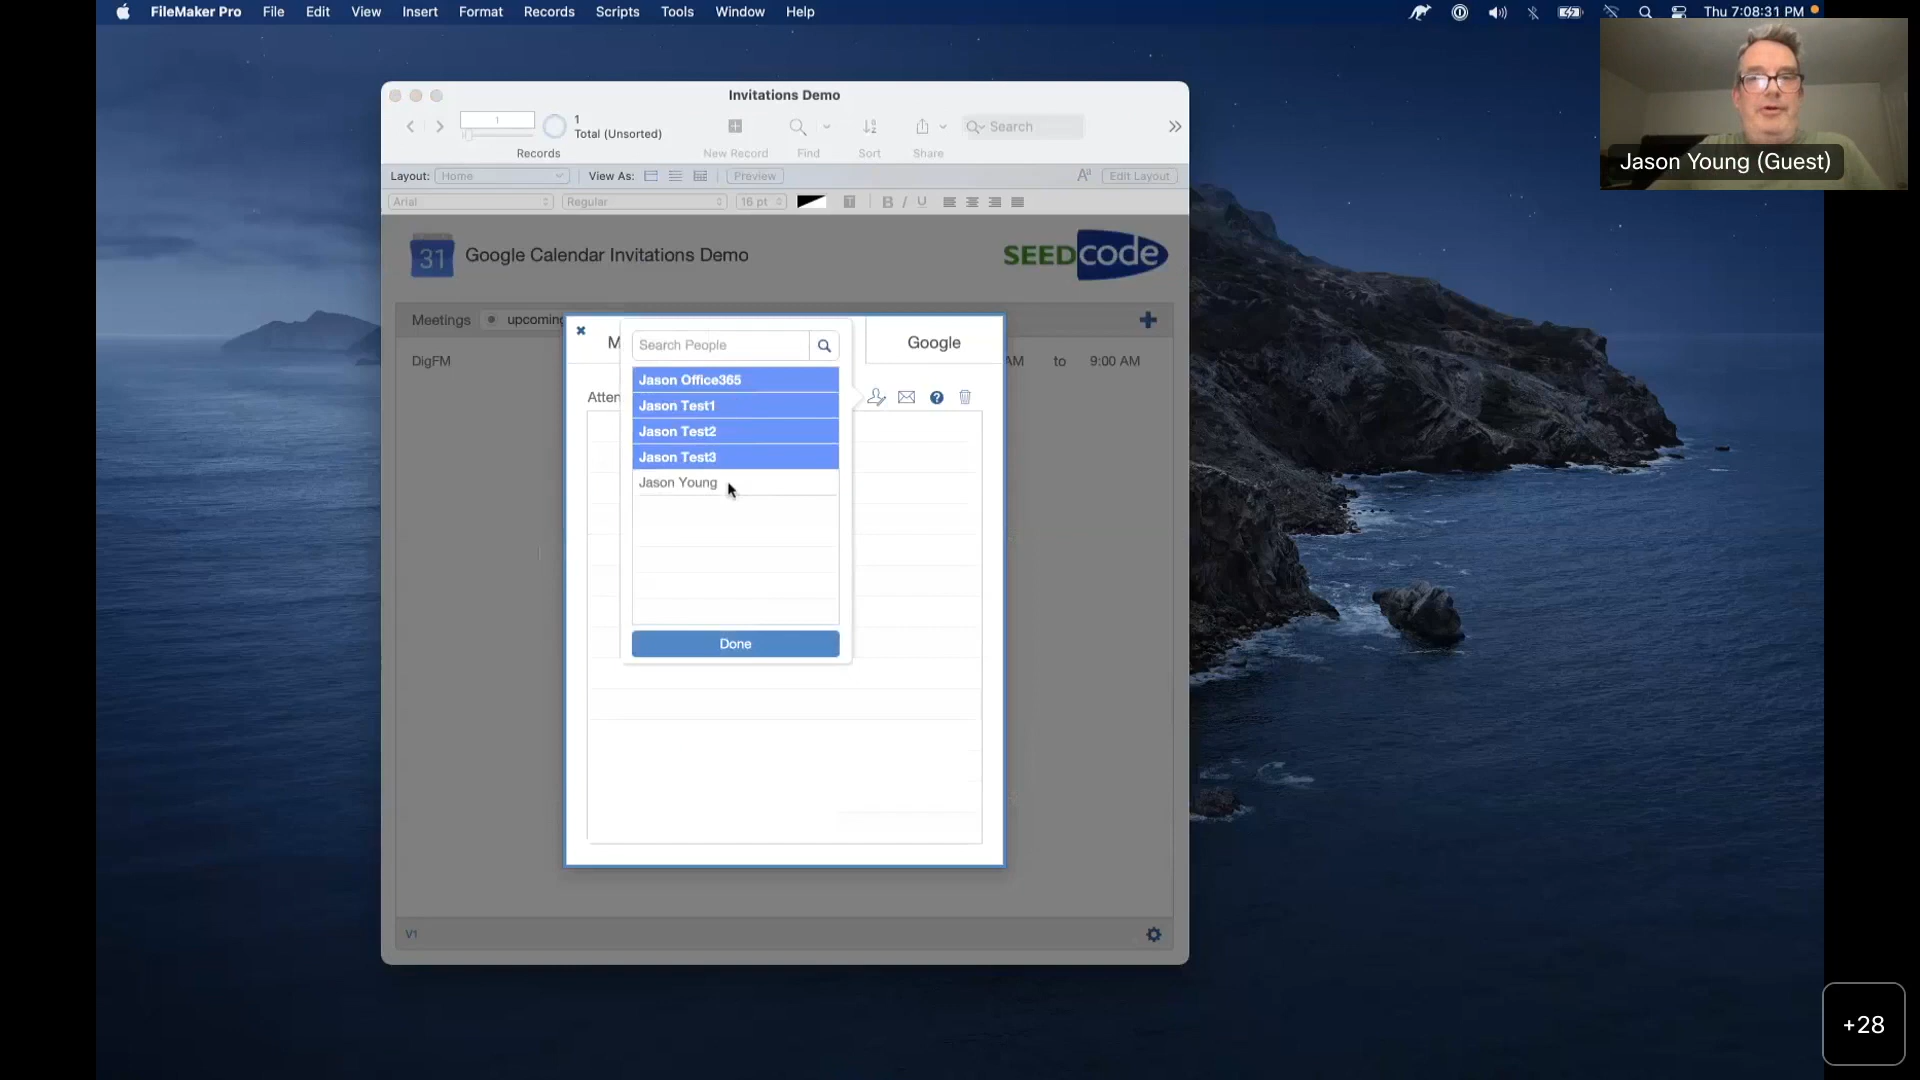 FileMaker Pro File Edit View Insert Format Records Scripts Tools Window Help
Thu 7:08:31 PM
Jason Young (Guest)
Invitations Demo
1
1
Total (Unsorted)
Search
Records
New Record
Find
Sort
Share
Layout: Home View As: Preview
Aª Edit Layout
Arial Regular 16 pt B I U
31
Google Calendar Invitations Demo
SEEDcode
Meetings upcoming
DigFM
AM to 9:00 AM
M
Google
Search People
Atten
Jason Office365
Jason Test1
Jason Test2
Jason Test3
Jason Young
Done
V1
+28